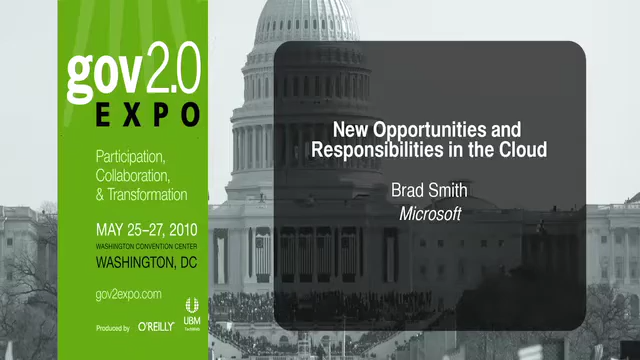 gov2.0
EXPO
Participation,
Collaboration,
& Transformation
MAY 25–27, 2010
WASHINGTON CONVENTION CENTER
WASHINGTON, DC
gov2expo.com
Produced by O'REILLY
UBM
TechWeb
New Opportunities and
Responsibilities in the Cloud
Brad Smith
Microsoft